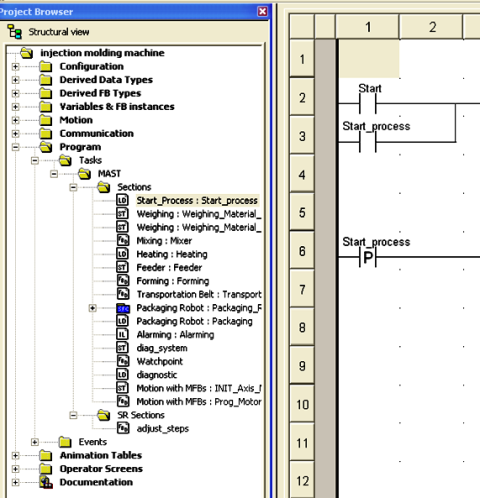 Project Browser
Structural view
injection molding machine
Configuration
Derived Data Types
Derived FB Types
Variables & FB instances
Motion
Communication
Program
Tasks
MAST
Sections
LD Start_Process : Start_process
ST Weighing : Weighing_Material_
ST Weighing : Weighing_Material_
FBD Mixing : Mixer
LD Heating : Heating
ST Feeder : Feeder
FBD Forming : Forming
FBD Transportation Belt : Transport
SFC Packaging Robot : Packaging_R
LD Packaging Robot : Packaging
IL Alarming : Alarming
ST diag_system
FBD Watchpoint
LD diagnostic
ST Motion with MFBs : INIT_Axis_
FBD Motion with MFBs : Prog_Motor
SR Sections
FBD adjust_steps
Events
Animation Tables
Operator Screens
Documentation
1 2
1
2 Start
3 Start_process
4
5
6 Start_process
P
7
8
9
10
11
12